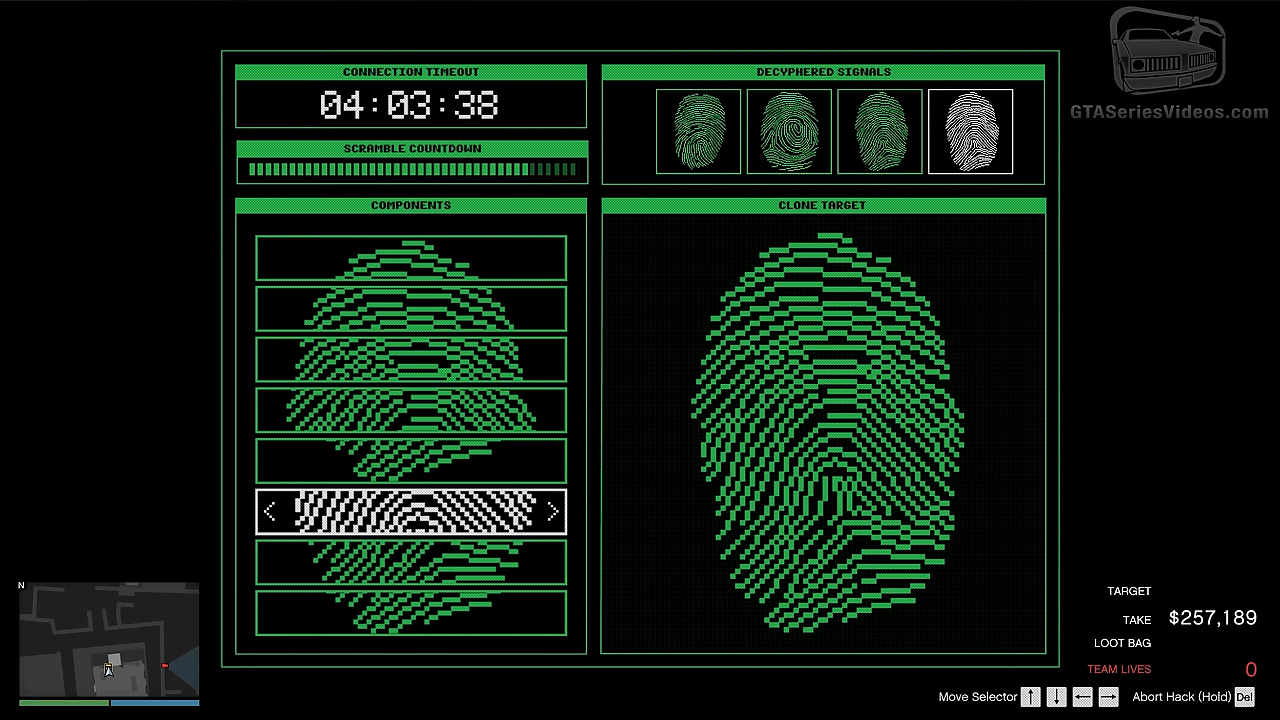 GTASeriesVideos.com
CONNECTION TIMEOUT
04:03:38
DECYPHERED SIGNALS
SCRAMBLE COUNTDOWN
COMPONENTS
CLONE TARGET
N
TARGET
TAKE $257,189
LOOT BAG
TEAM LIVES 0
Move Selector ↑ ↓ ← → Abort Hack (Hold) Del